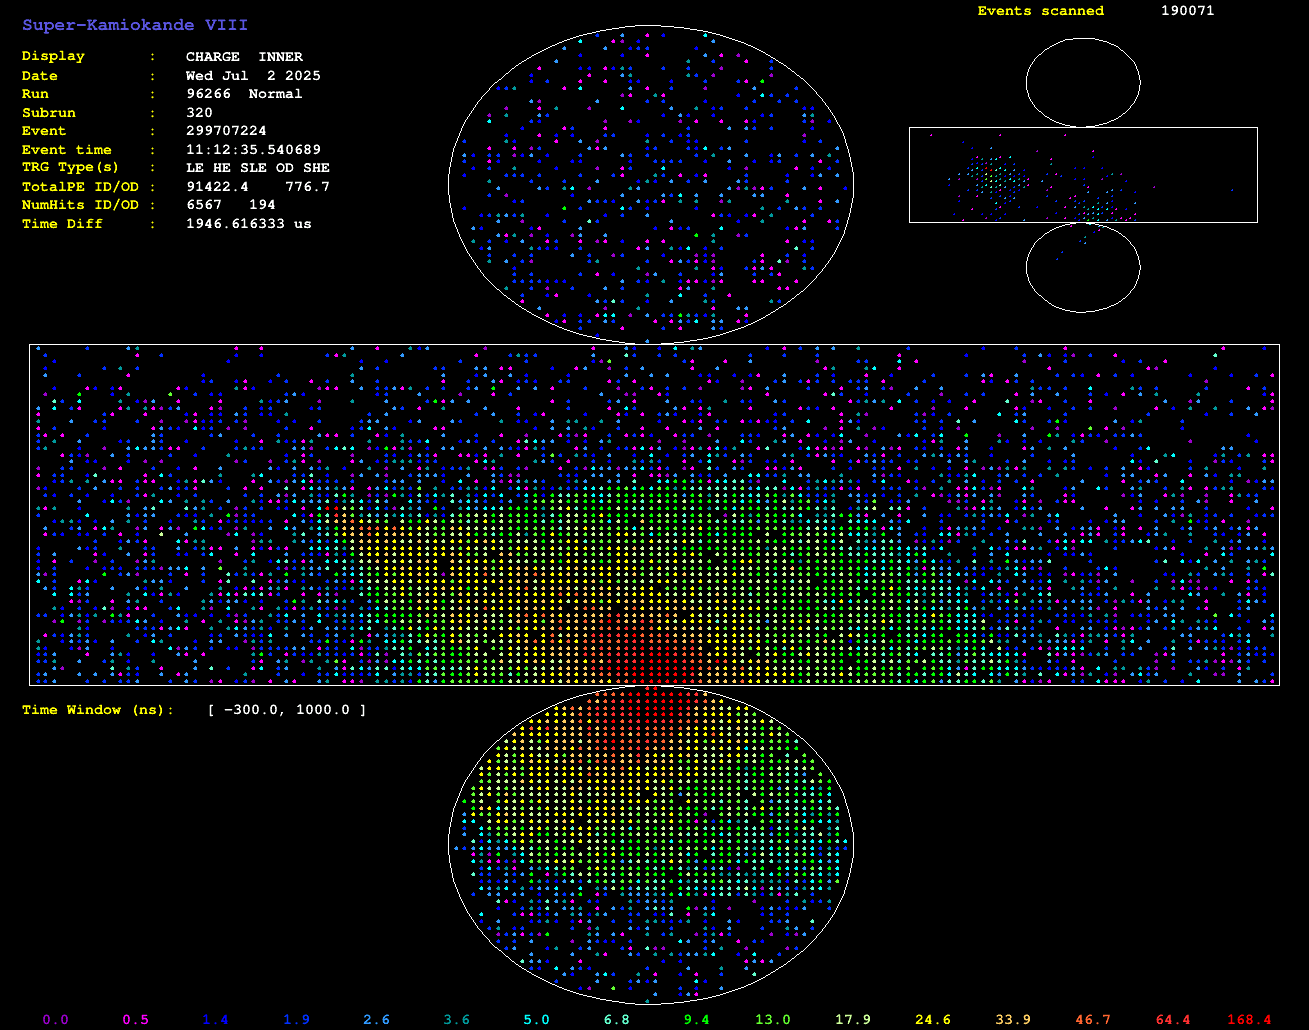 Super-Kamiokande VIII
Events scanned 190071
Display : CHARGE INNER
Date : Wed Jul 2 2025
Run : 96266 Normal
Subrun : 320
Event : 299707224
Event time : 11:12:35.540689
TRG Type(s) : LE HE SLE OD SHE
TotalPE ID/OD : 91422.4 776.7
NumHits ID/OD : 6567 194
Time Diff : 1946.616333 us
Time Window (ns): [ -300.0, 1000.0 ]
0.0 0.5 1.4 1.9 2.6 3.6 5.0 6.8 9.4 13.0 17.9 24.6 33.9 46.7 64.4 168.4